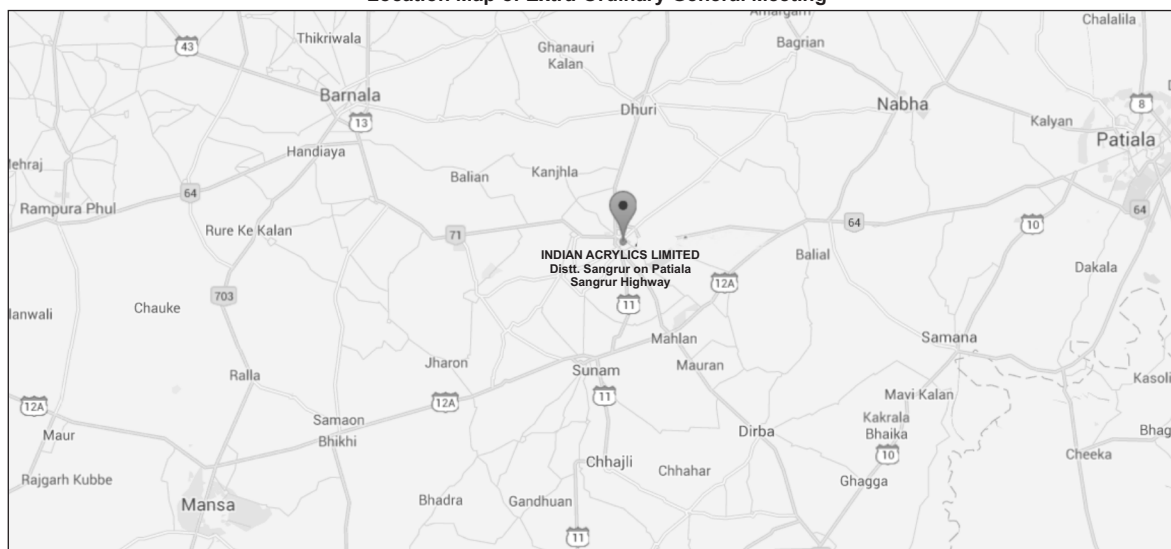 Location Map of Extra Ordinary General Meeting
Amargarh
Chalalila
43
Thikriwala
Ghanauri
Kalan
Bagrian
Barnala
Dhuri
Nabha
8
13
Kalyan
Patiala
Handiaya
Mehraj
Balian
Kanjhla
64
Rampura Phul
64
64
Rure Ke Kalan
71
10
INDIAN ACRYLICS LIMITED
Distt. Sangrur on Patiala
Sangrur Highway
Balial
Dakala
703
12A
Chauke
11
Mahlan
Samana
Jharon
Mauran
Sunam
Ralla
Kasoli
Mavi Kalan
12A
12A
11
Samaon
Kakrala
Bhaika
Maur
Bhikhi
Dirba
10
Cheeka
Chhajli
Chhahar
Rajgarh Kubbe
Ghagga
Bhadra
Gandhuan
Mansa
11